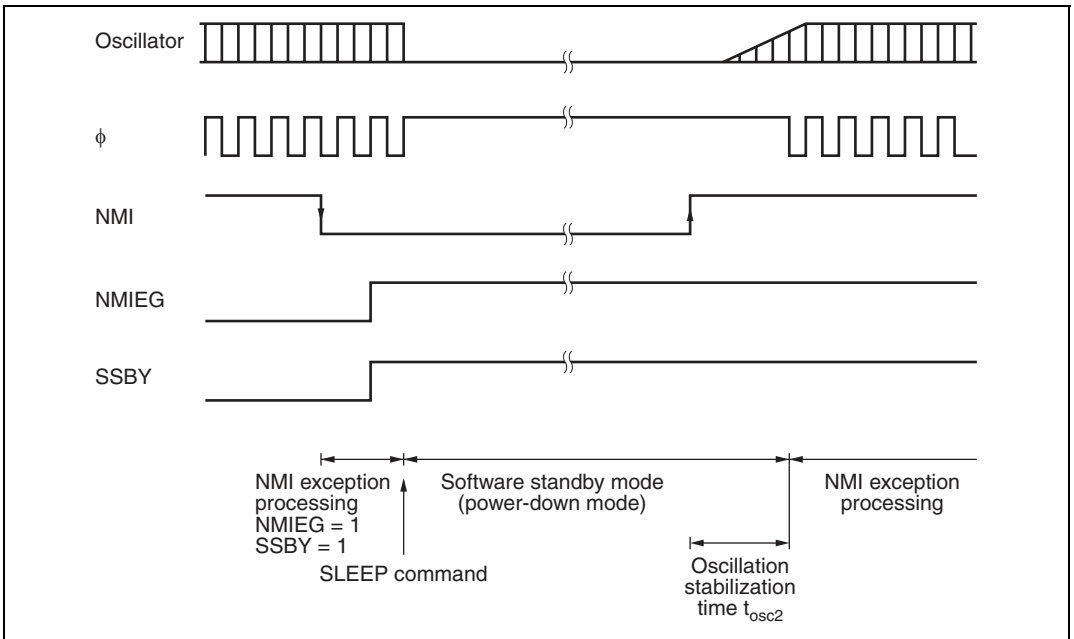 Oscillator
ϕ
NMI
NMIEG
SSBY
NMI exception
processing
NMIEG = 1
SSBY = 1
SLEEP command
Software standby mode
(power-down mode)
Oscillation
stabilization
time tosc2
NMI exception
processing